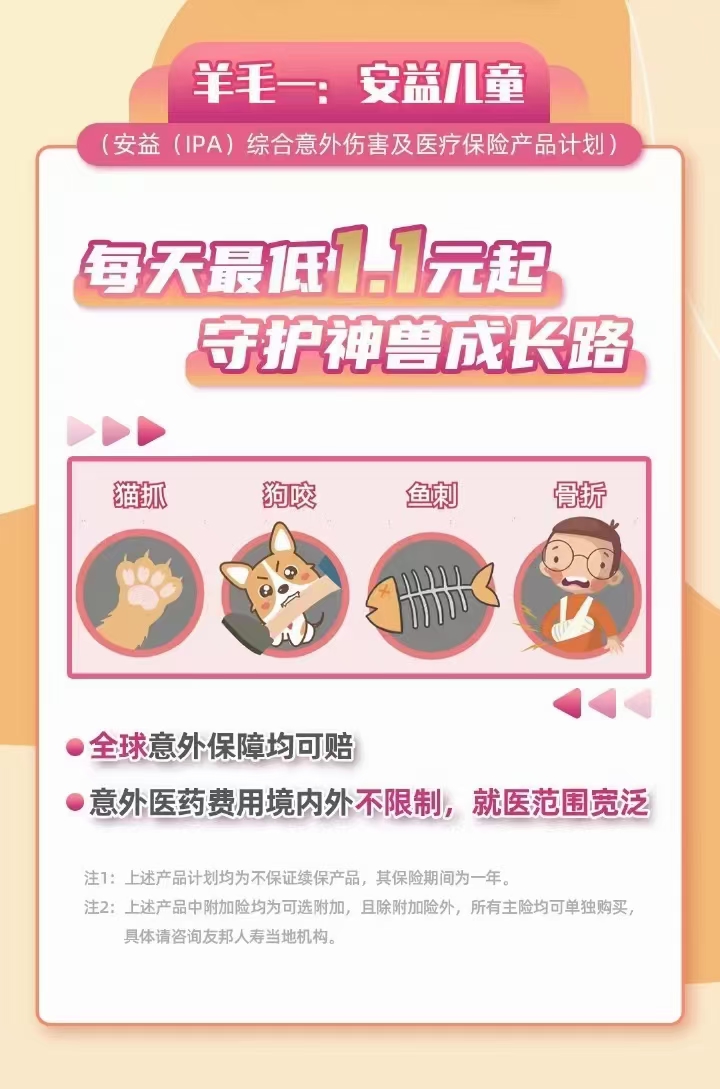 羊毛一：安益儿童
（安益（IPA）综合意外伤害及医疗保险产品计划）
每天最低1.1元起
守护神兽成长路
猫抓 狗咬 鱼刺 骨折
全球意外保障均可赔
意外医药费用境内外不限制，就医范围宽泛
注1：上述产品计划均为不保证续保产品，其保险期间为一年。
注2：上述产品中附加险均为可选附加，且除附加险外，所有主险均可单独购买，
具体请咨询友邦人寿当地机构。